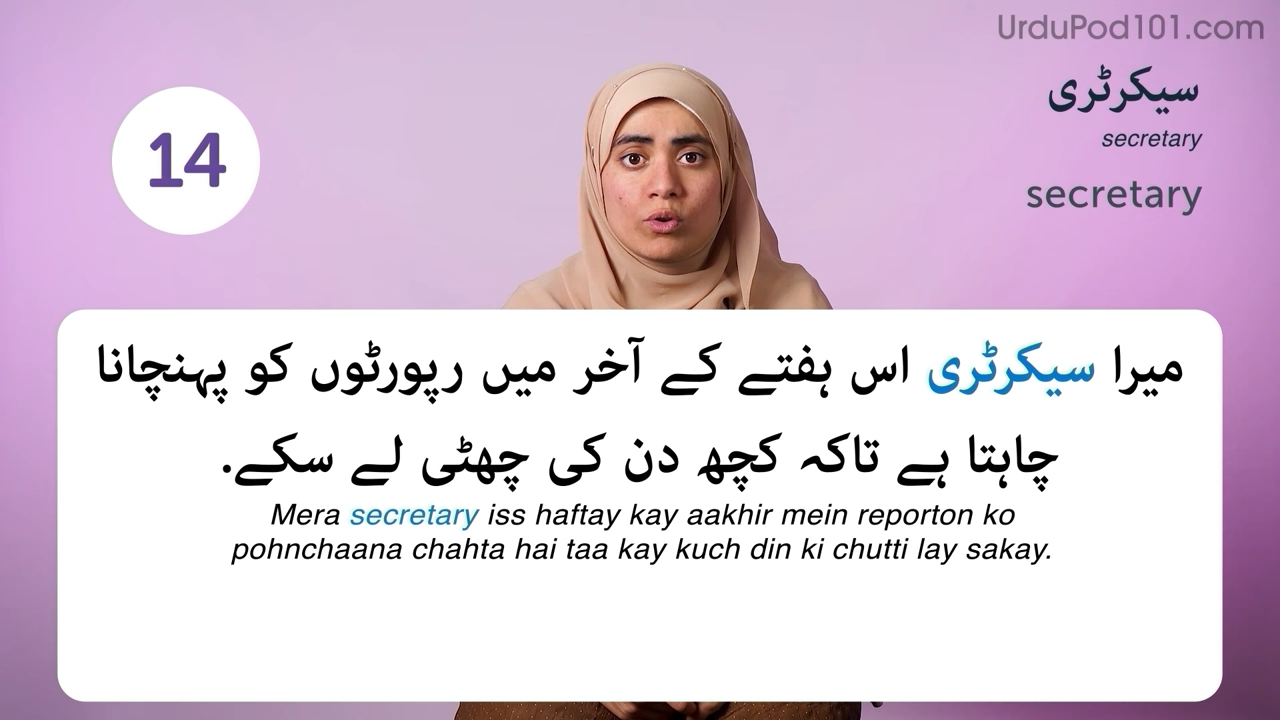 UrduPod101.com
14
سیکرٹری
secretary
secretary
میرا سیکرٹری اس ہفتے کے آخر میں رپورٹوں کو پہنچانا
چاہتا ہے تاکہ کچھ دن کی چھٹی لے سکے.
Mera secretary iss haftay kay aakhir mein reporton ko
pohnchaana chahta hai taa kay kuch din ki chutti lay sakay.